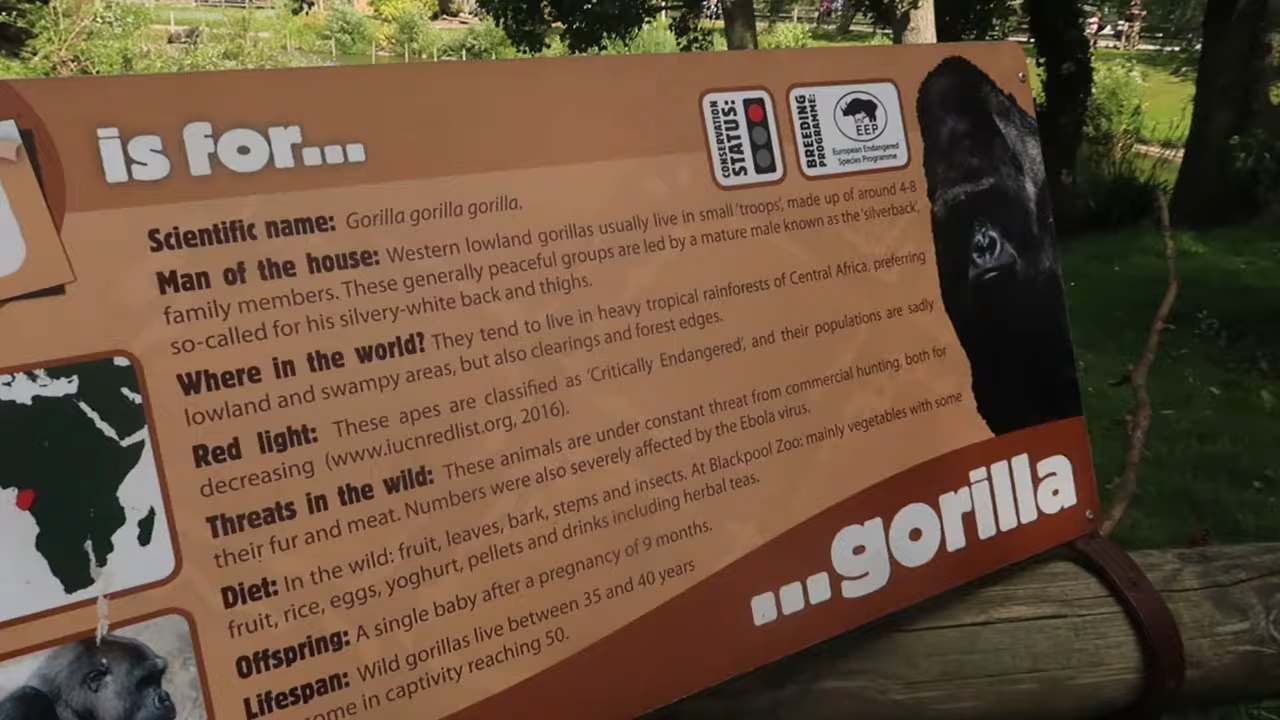 is for...
CONSERVATION
STATUS:
BREEDING
PROGRAMME:
EEP
European Endangered
Species Programme
Scientific name: Gorilla gorilla gorilla.
Man of the house: Western lowland gorillas usually live in small 'troops', made up of around 4-8
family members. These generally peaceful groups are led by a mature male known as the 'silverback',
so-called for his silvery-white back and thighs.
Where in the world? They tend to live in heavy tropical rainforests of Central Africa, preferring
lowland and swampy areas, but also clearings and forest edges.
Red light: These apes are classified as 'Critically Endangered', and their populations are sadly
decreasing (www.iucnredlist.org, 2016).
Threats in the wild: These animals are under constant threat from commercial hunting, both for
their fur and meat. Numbers were also severely affected by the Ebola virus.
Diet: In the wild: fruit, leaves, bark, stems and insects. At Blackpool Zoo: mainly vegetables with some
fruit, rice, eggs, yoghurt, pellets and drinks including herbal teas.
Offspring: A single baby after a pregnancy of 9 months.
Lifespan: Wild gorillas live between 35 and 40 years
some in captivity reaching 50.
...gorilla